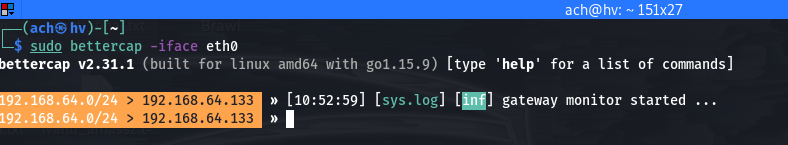 ach@hv: ~ 151x27
┌──(ach㉿hv)-[~]
└─$ sudo bettercap -iface eth0
bettercap v2.31.1 (built for linux amd64 with go1.15.9) [type 'help' for a list of commands]
192.168.64.0/24 > 192.168.64.133 » [10:52:59] [sys.log] [inf] gateway monitor started ...
192.168.64.0/24 > 192.168.64.133 »